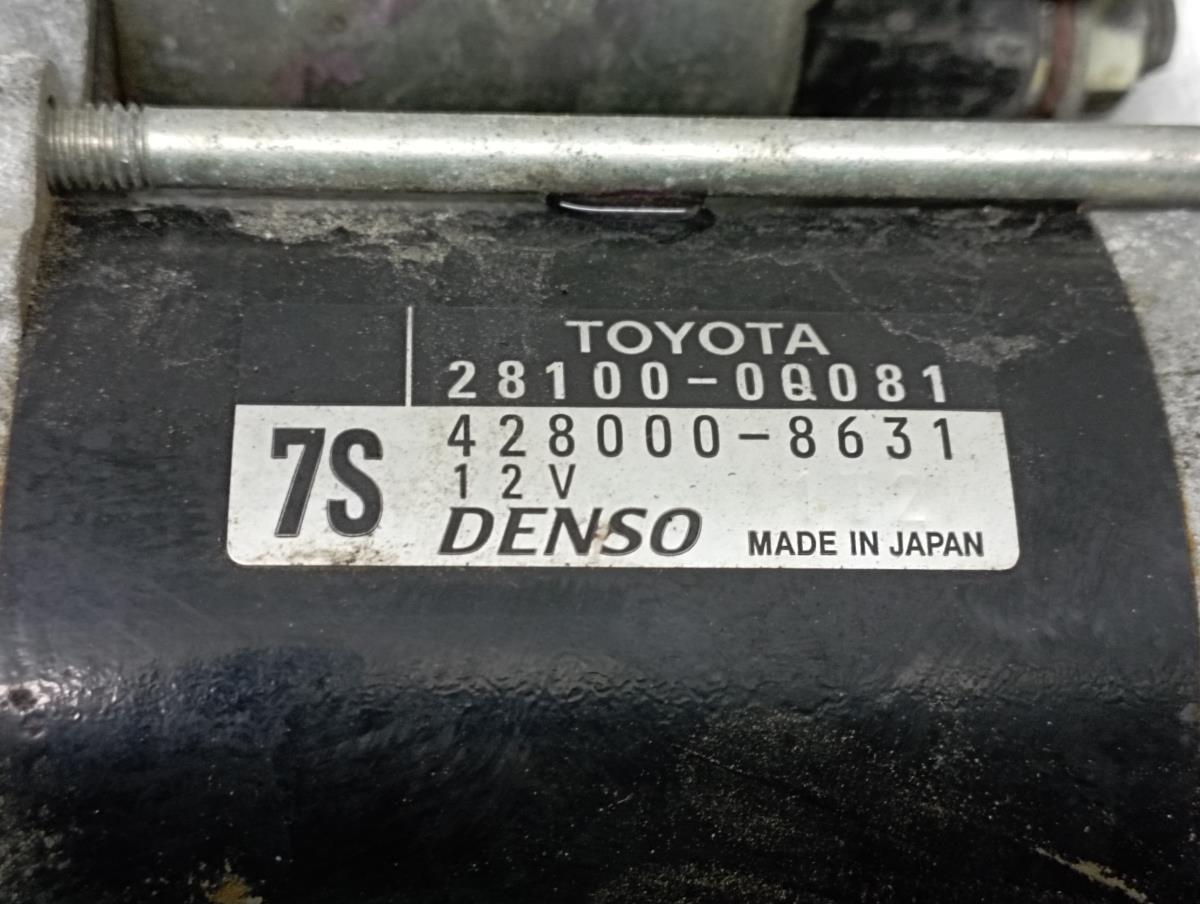 TOYOTA
28100-0Q081
7S
428000-8631
12V
DENSO
MADE IN JAPAN